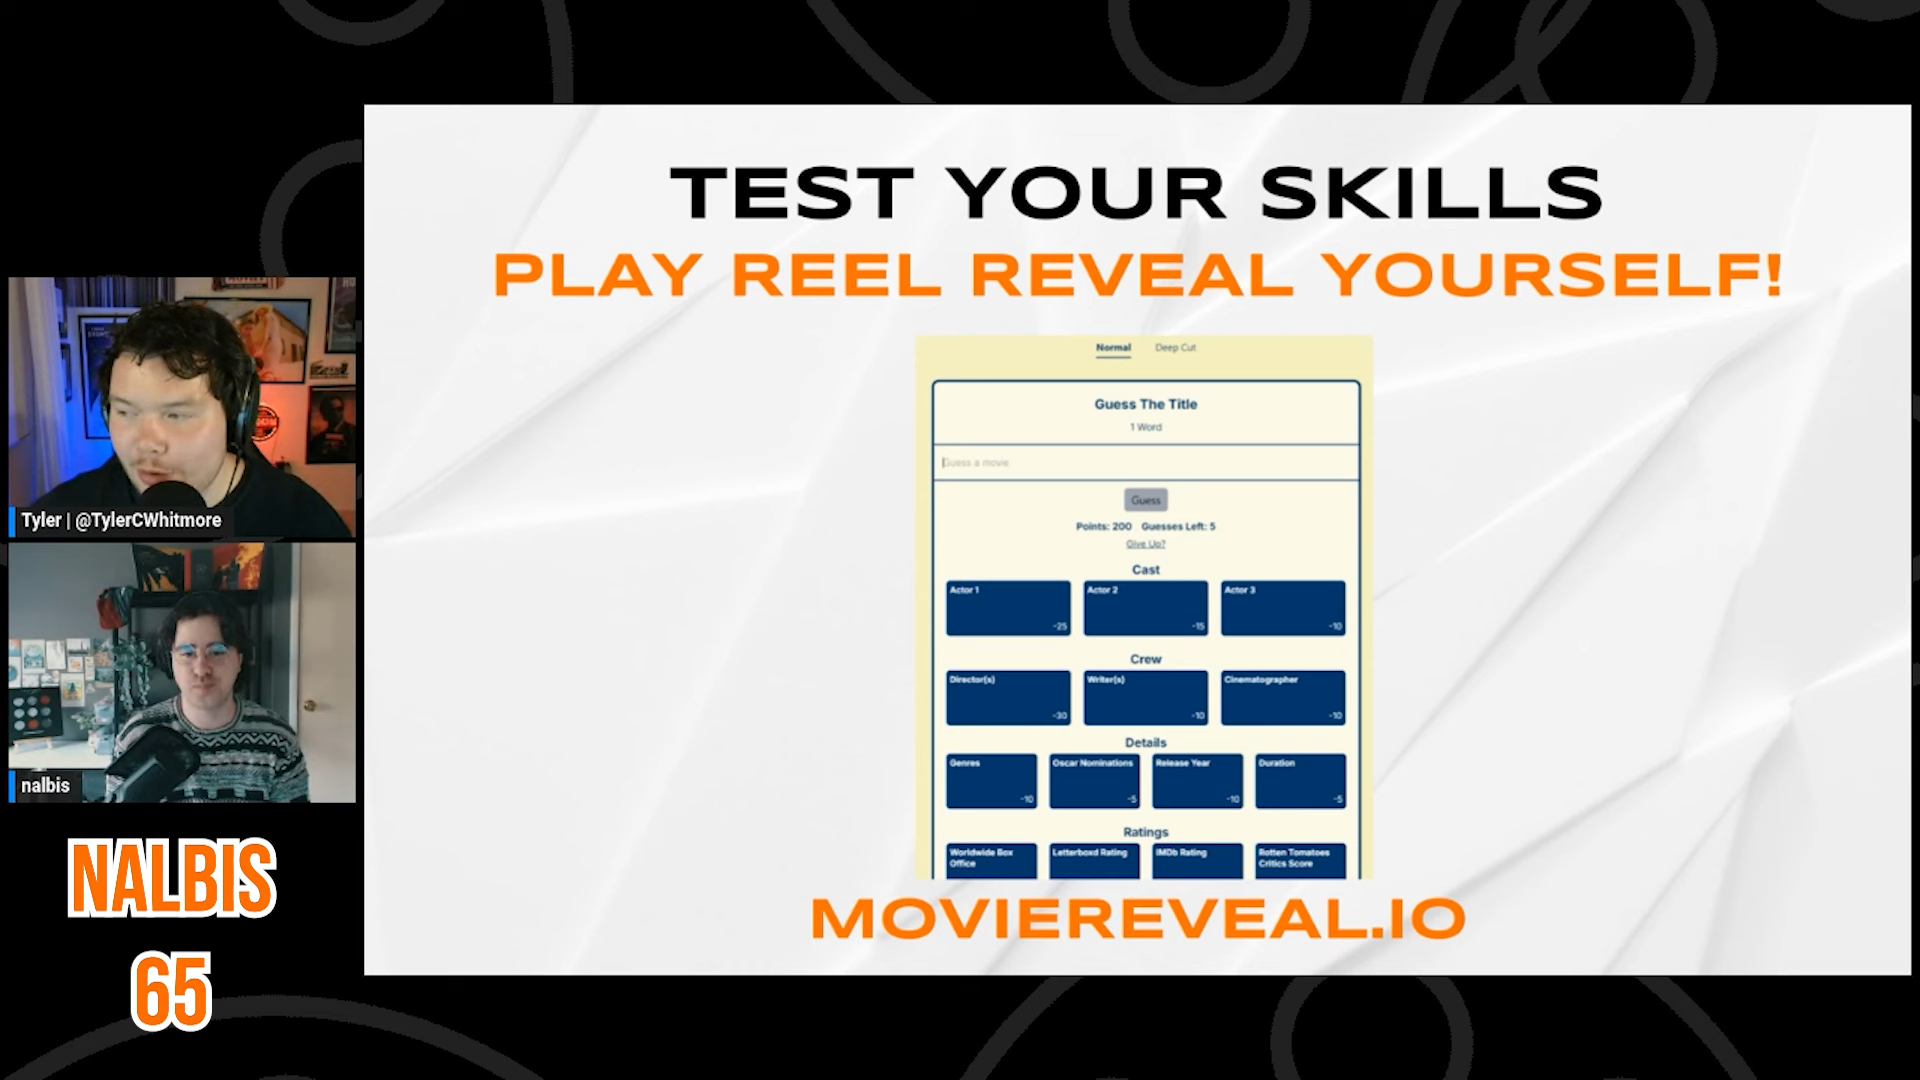 TEST YOUR SKILLS
PLAY REEL REVEAL YOURSELF!
Normal Deep Cut
Guess The Title
1 Word
Guess a movie
Guess
Points: 200 Guesses Left: 5
Give Up?
Cast
Actor 1 Actor 2 Actor 3
-25 -15 -10
Crew
Director(s) Writer(s) Cinematographer
-30 -10 -10
Details
Genres Oscar Nominations Release Year Duration
-10 -5 -10 -5
Ratings
Worldwide Box Office
Letterboxd Rating
IMDb Rating
Rotten Tomatoes Critics Score
MOVIEREVEAL.IO
Tyler | @TylerCWhitmore
nalbis
NALBIS
65